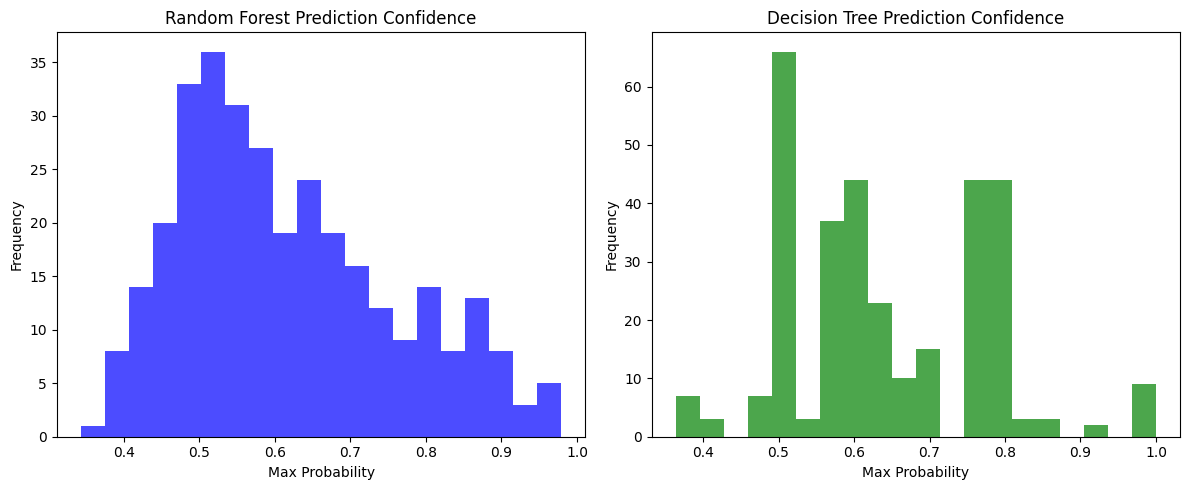 Random Forest Prediction Confidence
Frequency
35
30
25
20
15
10
5
0
0.4 0.5 0.6 0.7 0.8 0.9 1.0
Max Probability
Decision Tree Prediction Confidence
Frequency
60
50
40
30
20
10
0
0.4 0.5 0.6 0.7 0.8 0.9 1.0
Max Probability